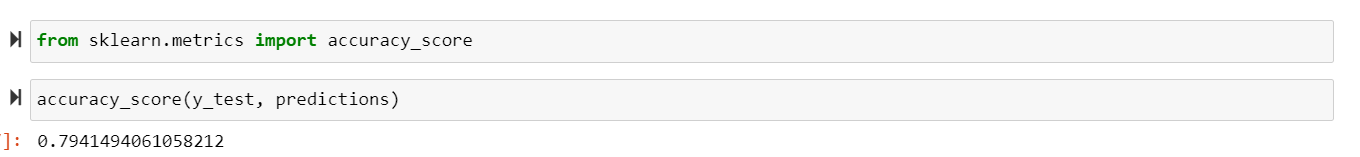 from sklearn.metrics import accuracy_score
accuracy_score(y_test, predictions)
]: 0.7941494061058212